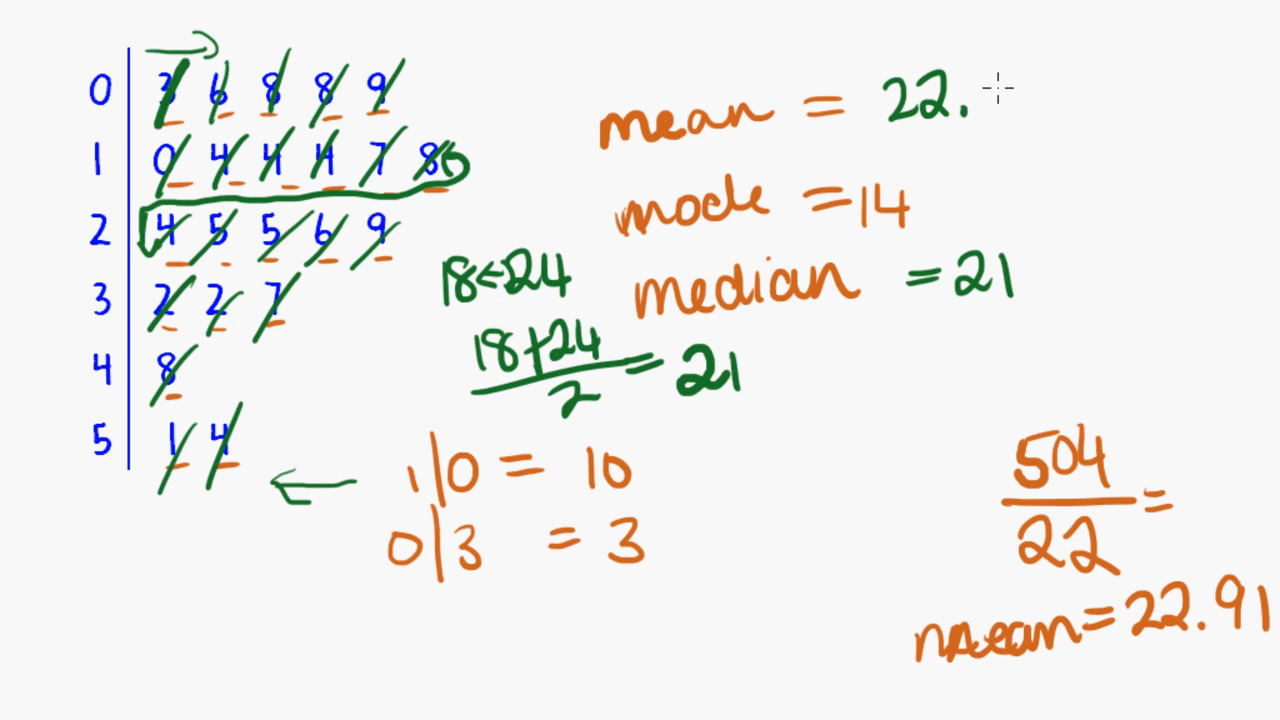 0 | 3 6 8 8 9
1 | 0 4 4 4 7 8
2 | 4 5 5 6 9
3 | 2 2 7
4 | 8
5 | 1 4
mean = 22.
mode = 14
median = 21
18 ↔ 24
18+24
2
= 21
1|0 = 10
0|3 = 3
504
22
=
mean = 22.91